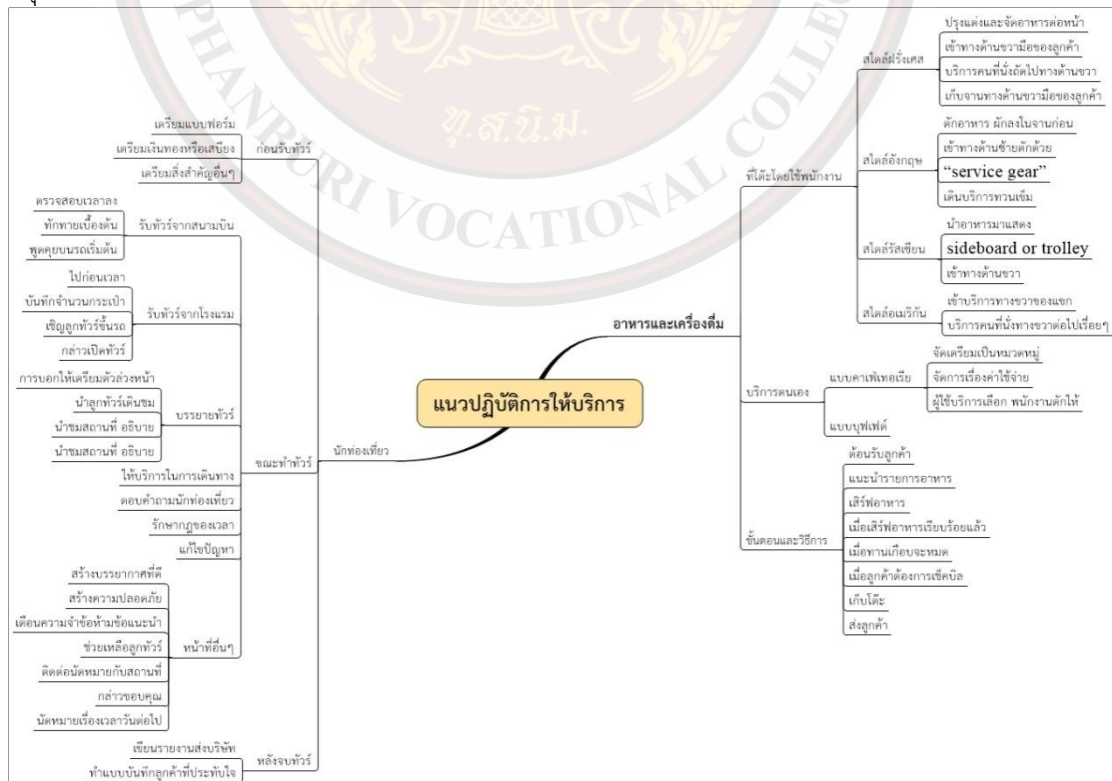 PHANBURI VOCATIONAL COLLEGE
ท.ส.นิ.ม.
แนวปฏิบัติการให้บริการ
อาหารและเครื่องดื่ม
ที่โต๊ะโดยใช้พนักงาน
สไตล์ฝรั่งเศส
ปรุงแต่งและจัดอาหารต่อหน้า
เข้าทางด้านขวามือของลูกค้า
บริการคนที่นั่งถัดไปทางด้านขวา
เก็บจานทางด้านขวามือของลูกค้า
สไตล์อังกฤษ
ตักอาหาร ผักลงในจานก่อน
เข้าทางด้านซ้ายตักด้วย
“service gear”
เดินบริการทวนเข็ม
สไตล์รัสเซียน
นำอาหารมาแสดง
sideboard or trolley
เข้าทางด้านขวา
สไตล์อเมริกัน
เข้าบริการทางขวาของแขก
บริการคนที่นั่งทางขวาต่อไปเรื่อยๆ
บริการตนเอง
แบบคาเฟเทอเรีย
จัดเตรียมเป็นหมวดหมู่
จัดการเรื่องค่าใช้จ่าย
ผู้ใช้บริการเลือก พนักงานตักให้
แบบบุฟเฟต์
ขั้นตอนและวิธีการ
ต้อนรับลูกค้า
แนะนำรายการอาหาร
เสิร์ฟอาหาร
เมื่อเสิร์ฟอาหารเรียบร้อยแล้ว
เมื่อทานเกือบจะหมด
เมื่อลูกค้าต้องการเช็คบิล
เก็บโต๊ะ
ส่งลูกค้า
นักท่องเที่ยว
ก่อนรับทัวร์
เตรียมแบบฟอร์ม
เตรียมเงินทองหรือเสบียง
เตรียมสิ่งสำคัญอื่นๆ
ขณะทำทัวร์
รับทัวร์จากสนามบิน
ตรวจสอบเวลาลง
ทักทายเบื้องต้น
พูดคุยบนรถเริ่มต้น
รับทัวร์จากโรงแรม
ไปก่อนเวลา
บันทึกจำนวนกระเป๋า
เชิญลูกทัวร์ขึ้นรถ
กล่าวเปิดทัวร์
บรรยายทัวร์
การบอกให้เตรียมตัวล่วงหน้า
นำลูกทัวร์เดินชม
นำชมสถานที่ อธิบาย
นำชมสถานที่ อธิบาย
ให้บริการในการเดินทาง
ตอบคำถามนักท่องเที่ยว
รักษากฎของเวลา
แก้ไขปัญหา
หน้าที่อื่นๆ
สร้างบรรยากาศที่ดี
สร้างความปลอดภัย
เตือนความจำข้อห้ามข้อแนะนำ
ช่วยเหลือลูกทัวร์
ติดต่อนัดหมายกับสถานที่
กล่าวขอบคุณ
นัดหมายเรื่องเวลาวันต่อไป
หลังจบทัวร์
เขียนรายงานส่งบริษัท
ทำแบบบันทึกลูกค้าที่ประทับใจ